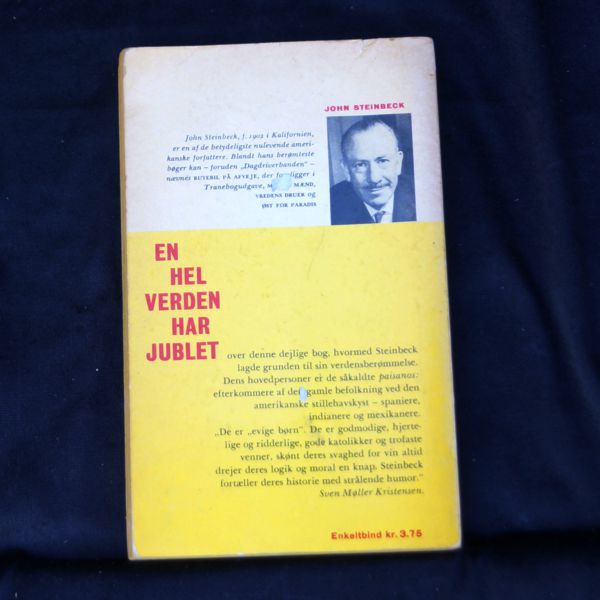 JOHN STEINBECK
John Steinbeck, f. 1902 i Kalifornien,
er en af de betydeligste nulevende ameri-
kanske forfattere. Blandt hans berømteste
bøger kan – foruden „Dagdriverbanden“ –
nævnes RUTEBIL PÅ AFVEJE, der foreligger i
Tranebogudgave, MÆND,
VREDENS DRUER og
ØST FOR PARADIS
EN
HEL
VERDEN
HAR
JUBLET
over denne dejlige bog, hvormed Steinbeck
lagde grunden til sin verdensberømmelse.
Dens hovedpersoner er de såkaldte paisanos:
efterkommere af den gamle befolkning ved den
amerikanske stillehavskyst – spaniere,
indianere og mexikanere.
„De er „evige børn“. De er godmodige, hjerte-
lige og ridderlige, gode katolikker og trofaste
venner, skønt deres svaghed for vin altid
drejer deres logik og moral en knap. Steinbeck
fortæller deres historie med strålende humor.“
Sven Møller Kristensen.
Enkeltbind kr. 3.75